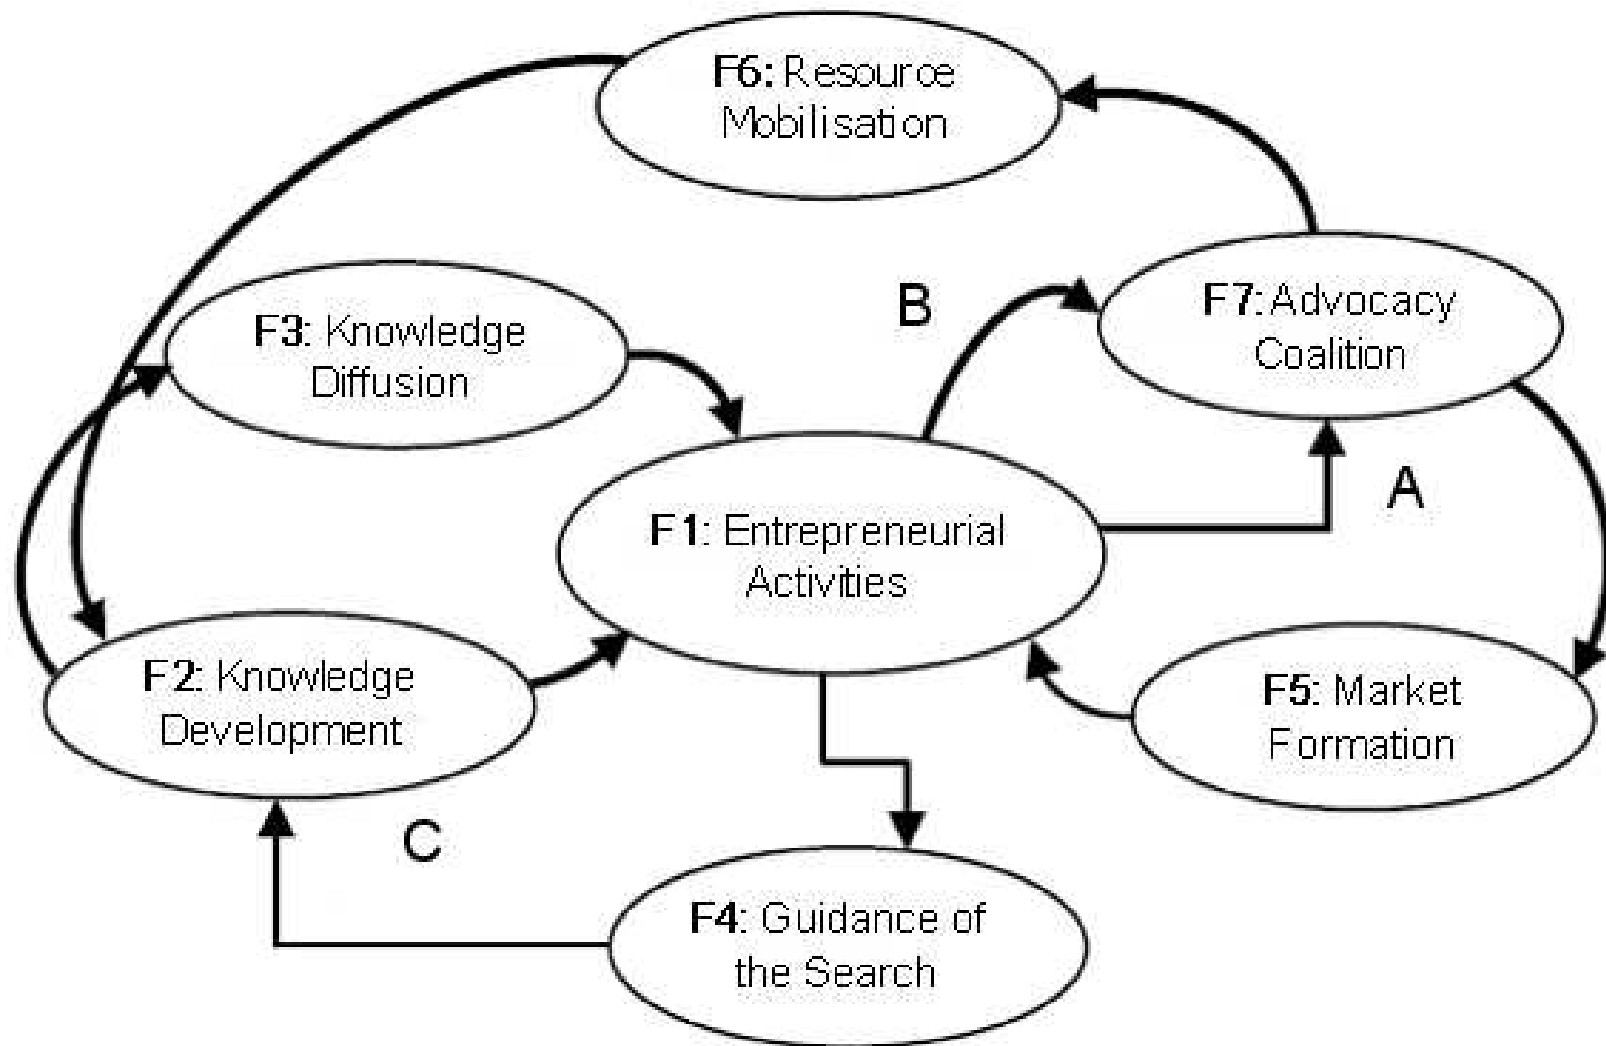 F6: Resource
Mobilisation
F3: Knowledge
Diffusion
B
F7: Advocacy
Coalition
A
F1: Entrepreneurial
Activities
F2: Knowledge
Development
F5: Market
Formation
C
F4: Guidance of
the Search